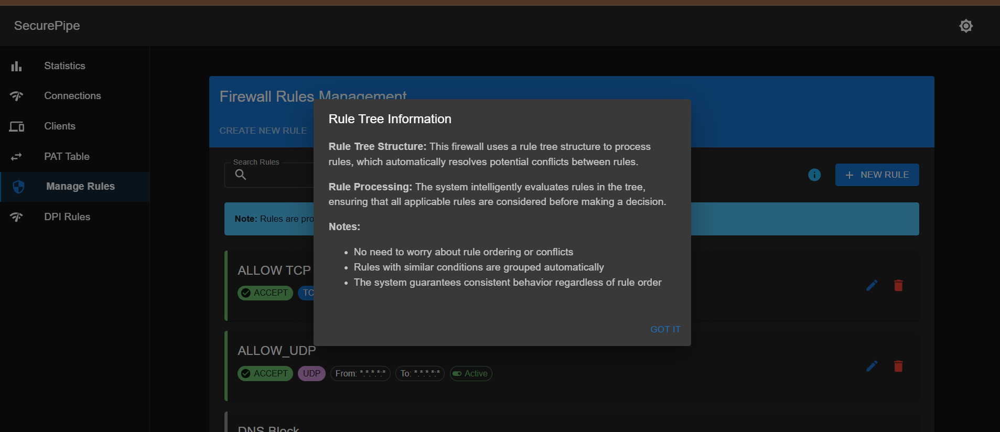 SecurePipe
Statistics
Connections
Clients
PAT Table
Manage Rules
DPI Rules
Firewall Rules Management
CREATE NEW RULE
Search Rules
NEW RULE
Note: Rules are pro
ALLOW TCP
ACCEPT TC
ALLOW_UDP
ACCEPT UDP From: *.*.*.*:* To: *.*.*.*:* Active
DNS Block
Rule Tree Information
Rule Tree Structure: This firewall uses a rule tree structure to process
rules, which automatically resolves potential conflicts between rules.
Rule Processing: The system intelligently evaluates rules in the tree,
ensuring that all applicable rules are considered before making a decision.
Notes:
• No need to worry about rule ordering or conflicts
• Rules with similar conditions are grouped automatically
• The system guarantees consistent behavior regardless of rule order
GOT IT